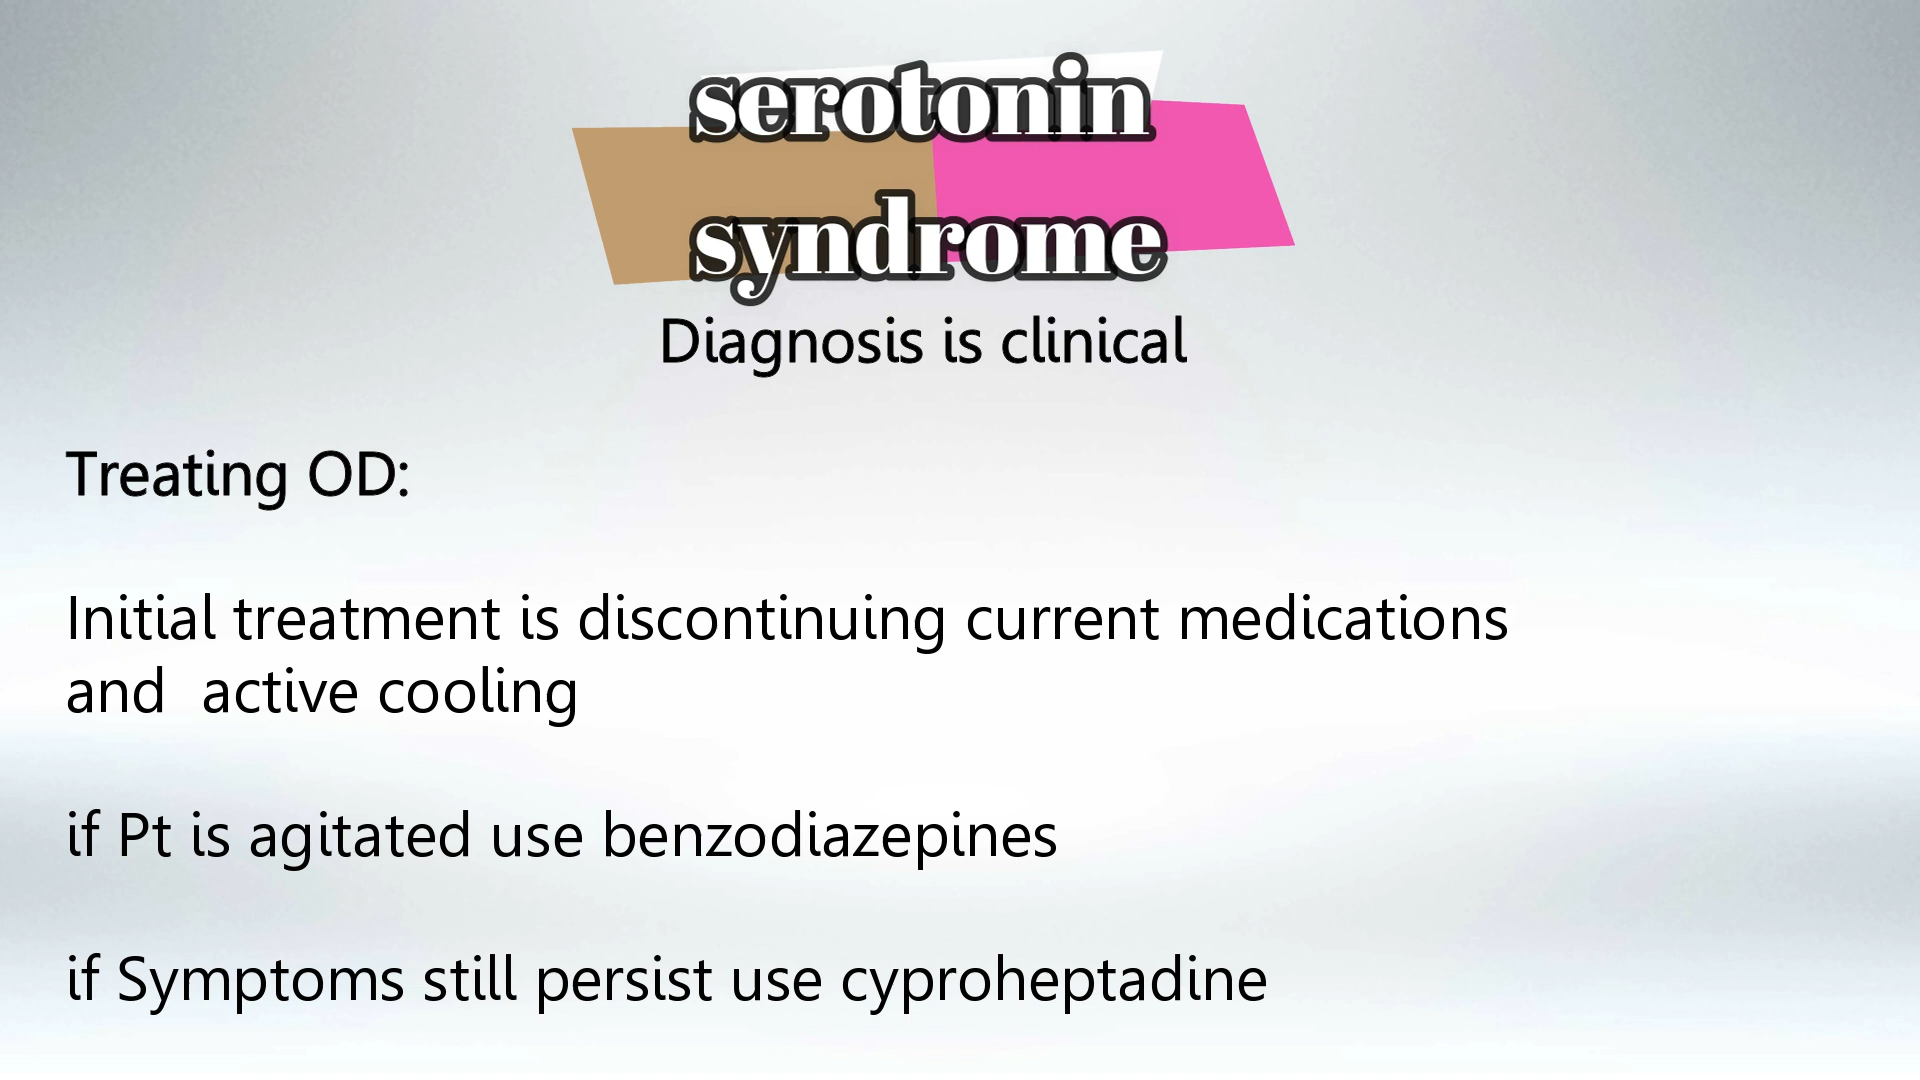 serotonin
syndrome
Diagnosis is clinical
Treating OD:
Initial treatment is discontinuing current medications
and  active cooling
if Pt is agitated use benzodiazepines
if Symptoms still persist use cyproheptadine